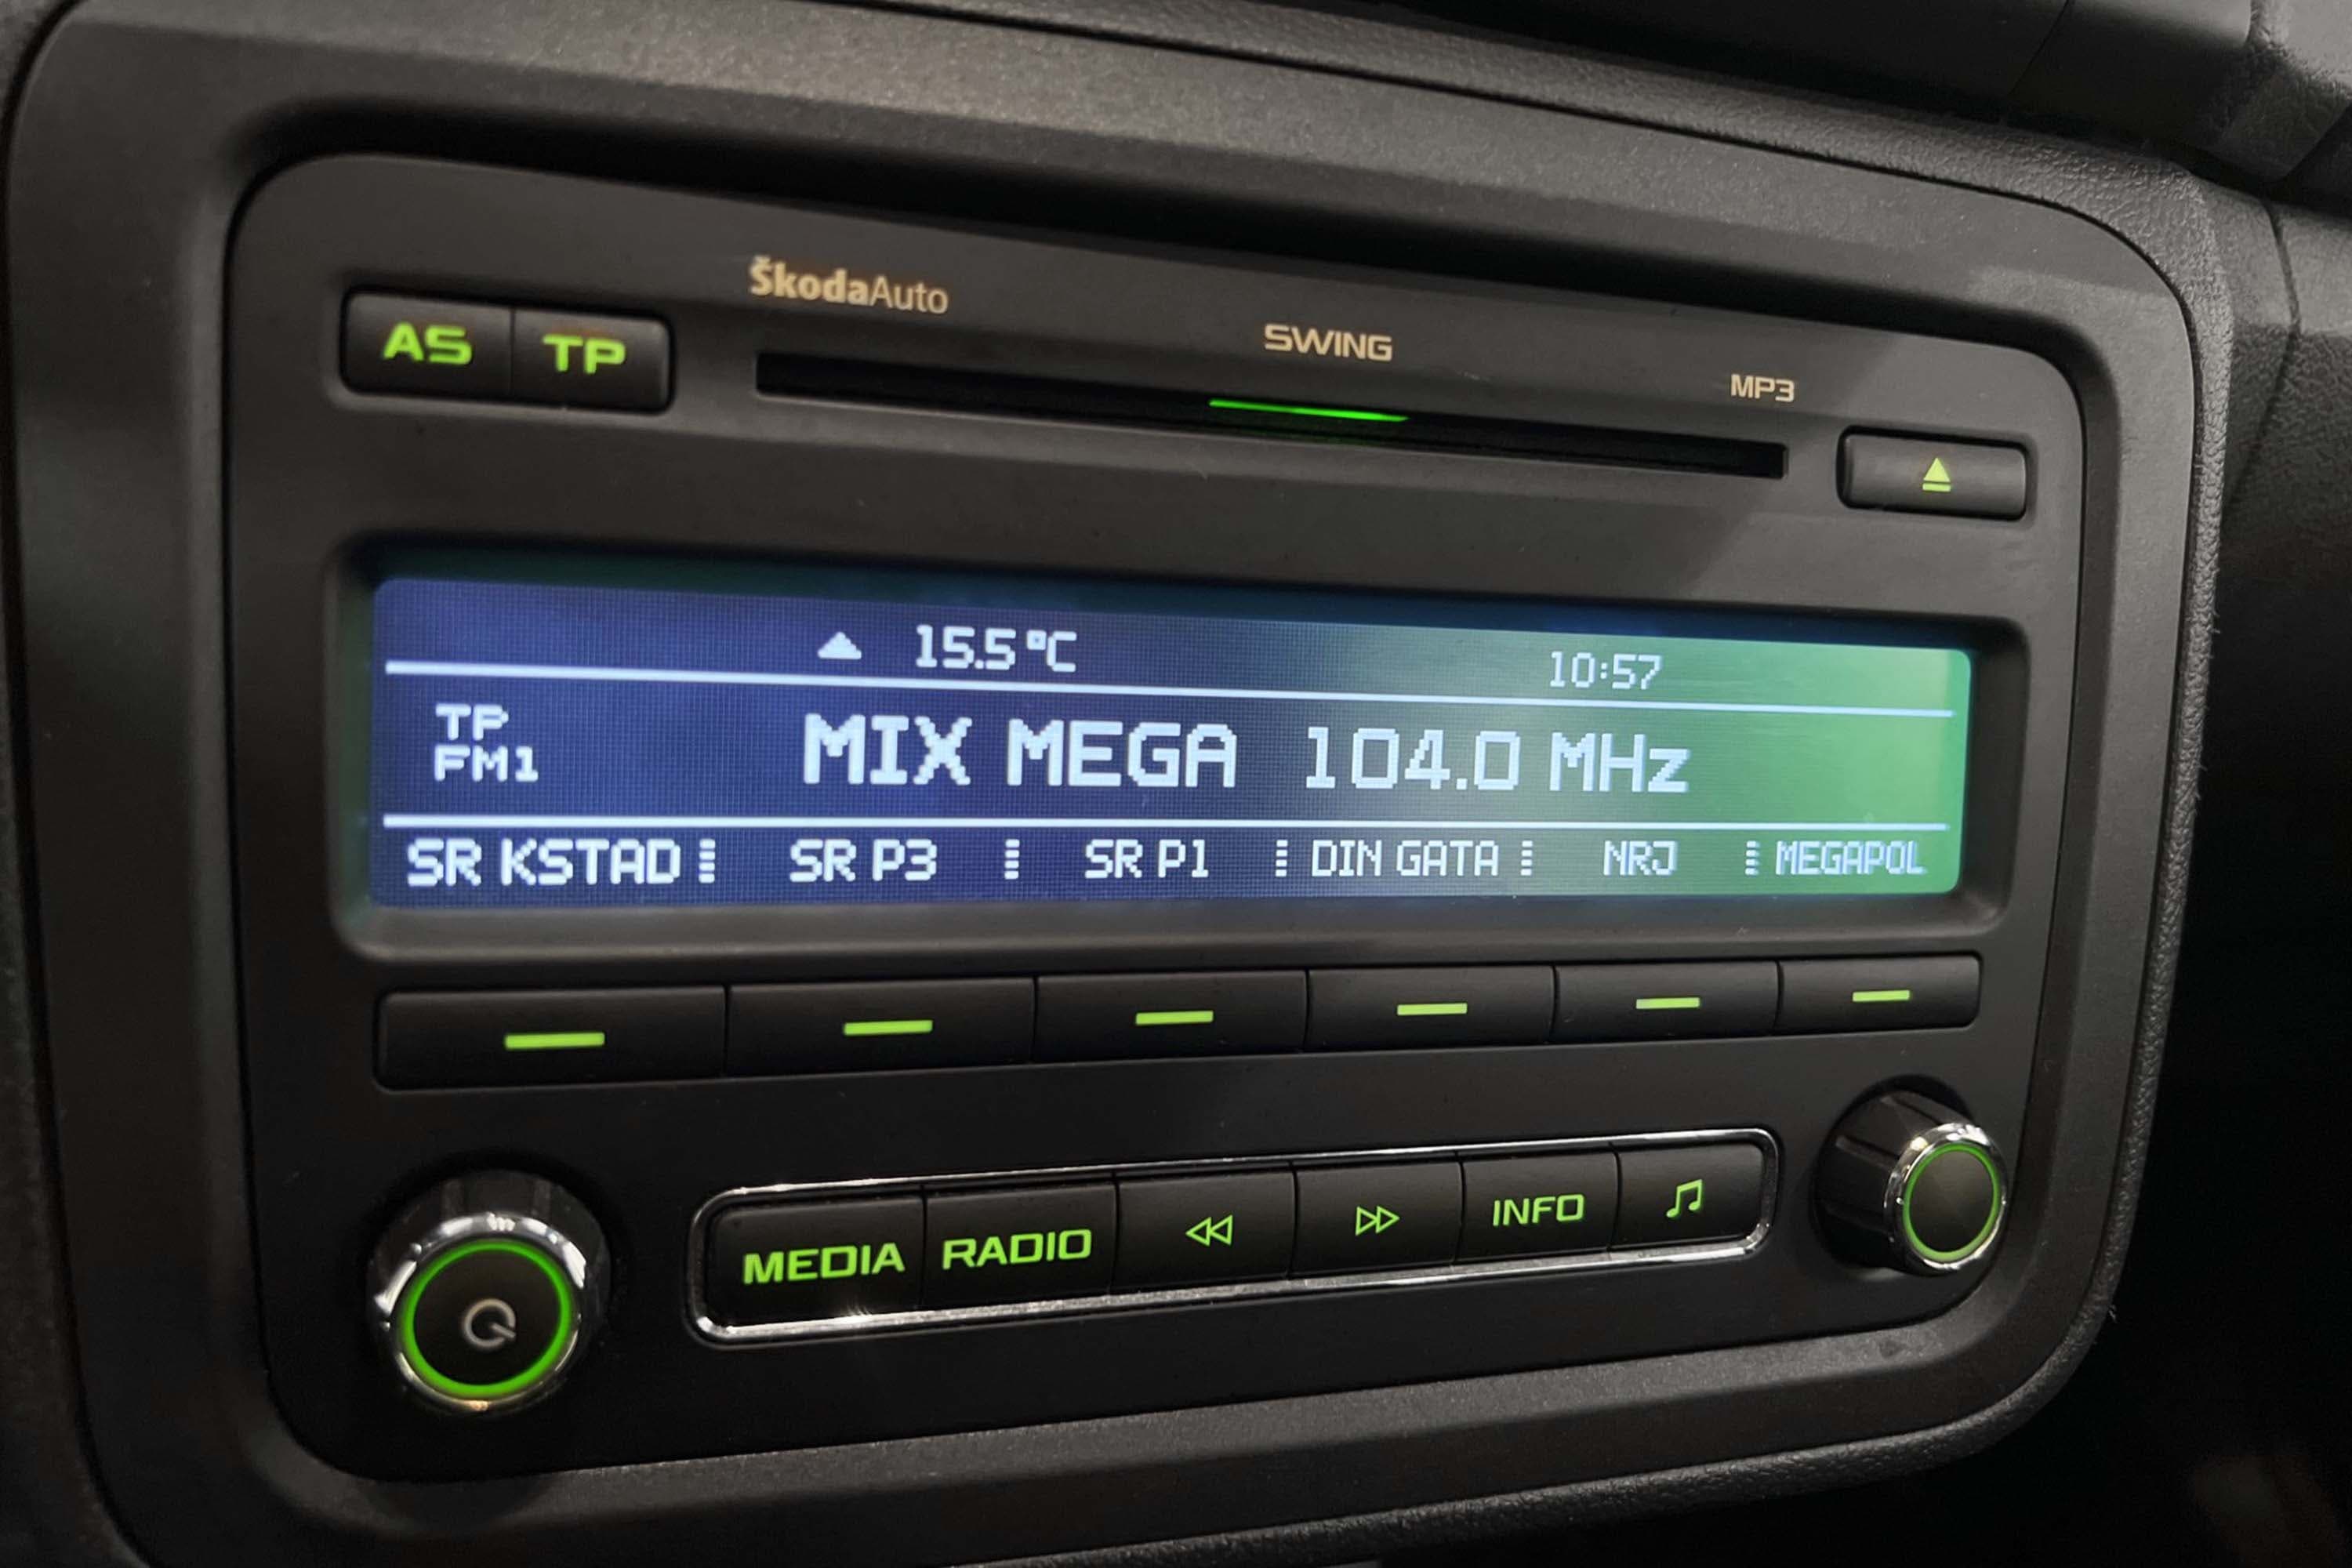 ŠkodaAuto
SWING
MP3
AS TP
15.5°C 10:57
TP
FM1
MIX MEGA 104.0 MHz
SR KSTAD SR P3 SR P1 DIN GATA NRJ MEGAPOL
MEDIA RADIO INFO